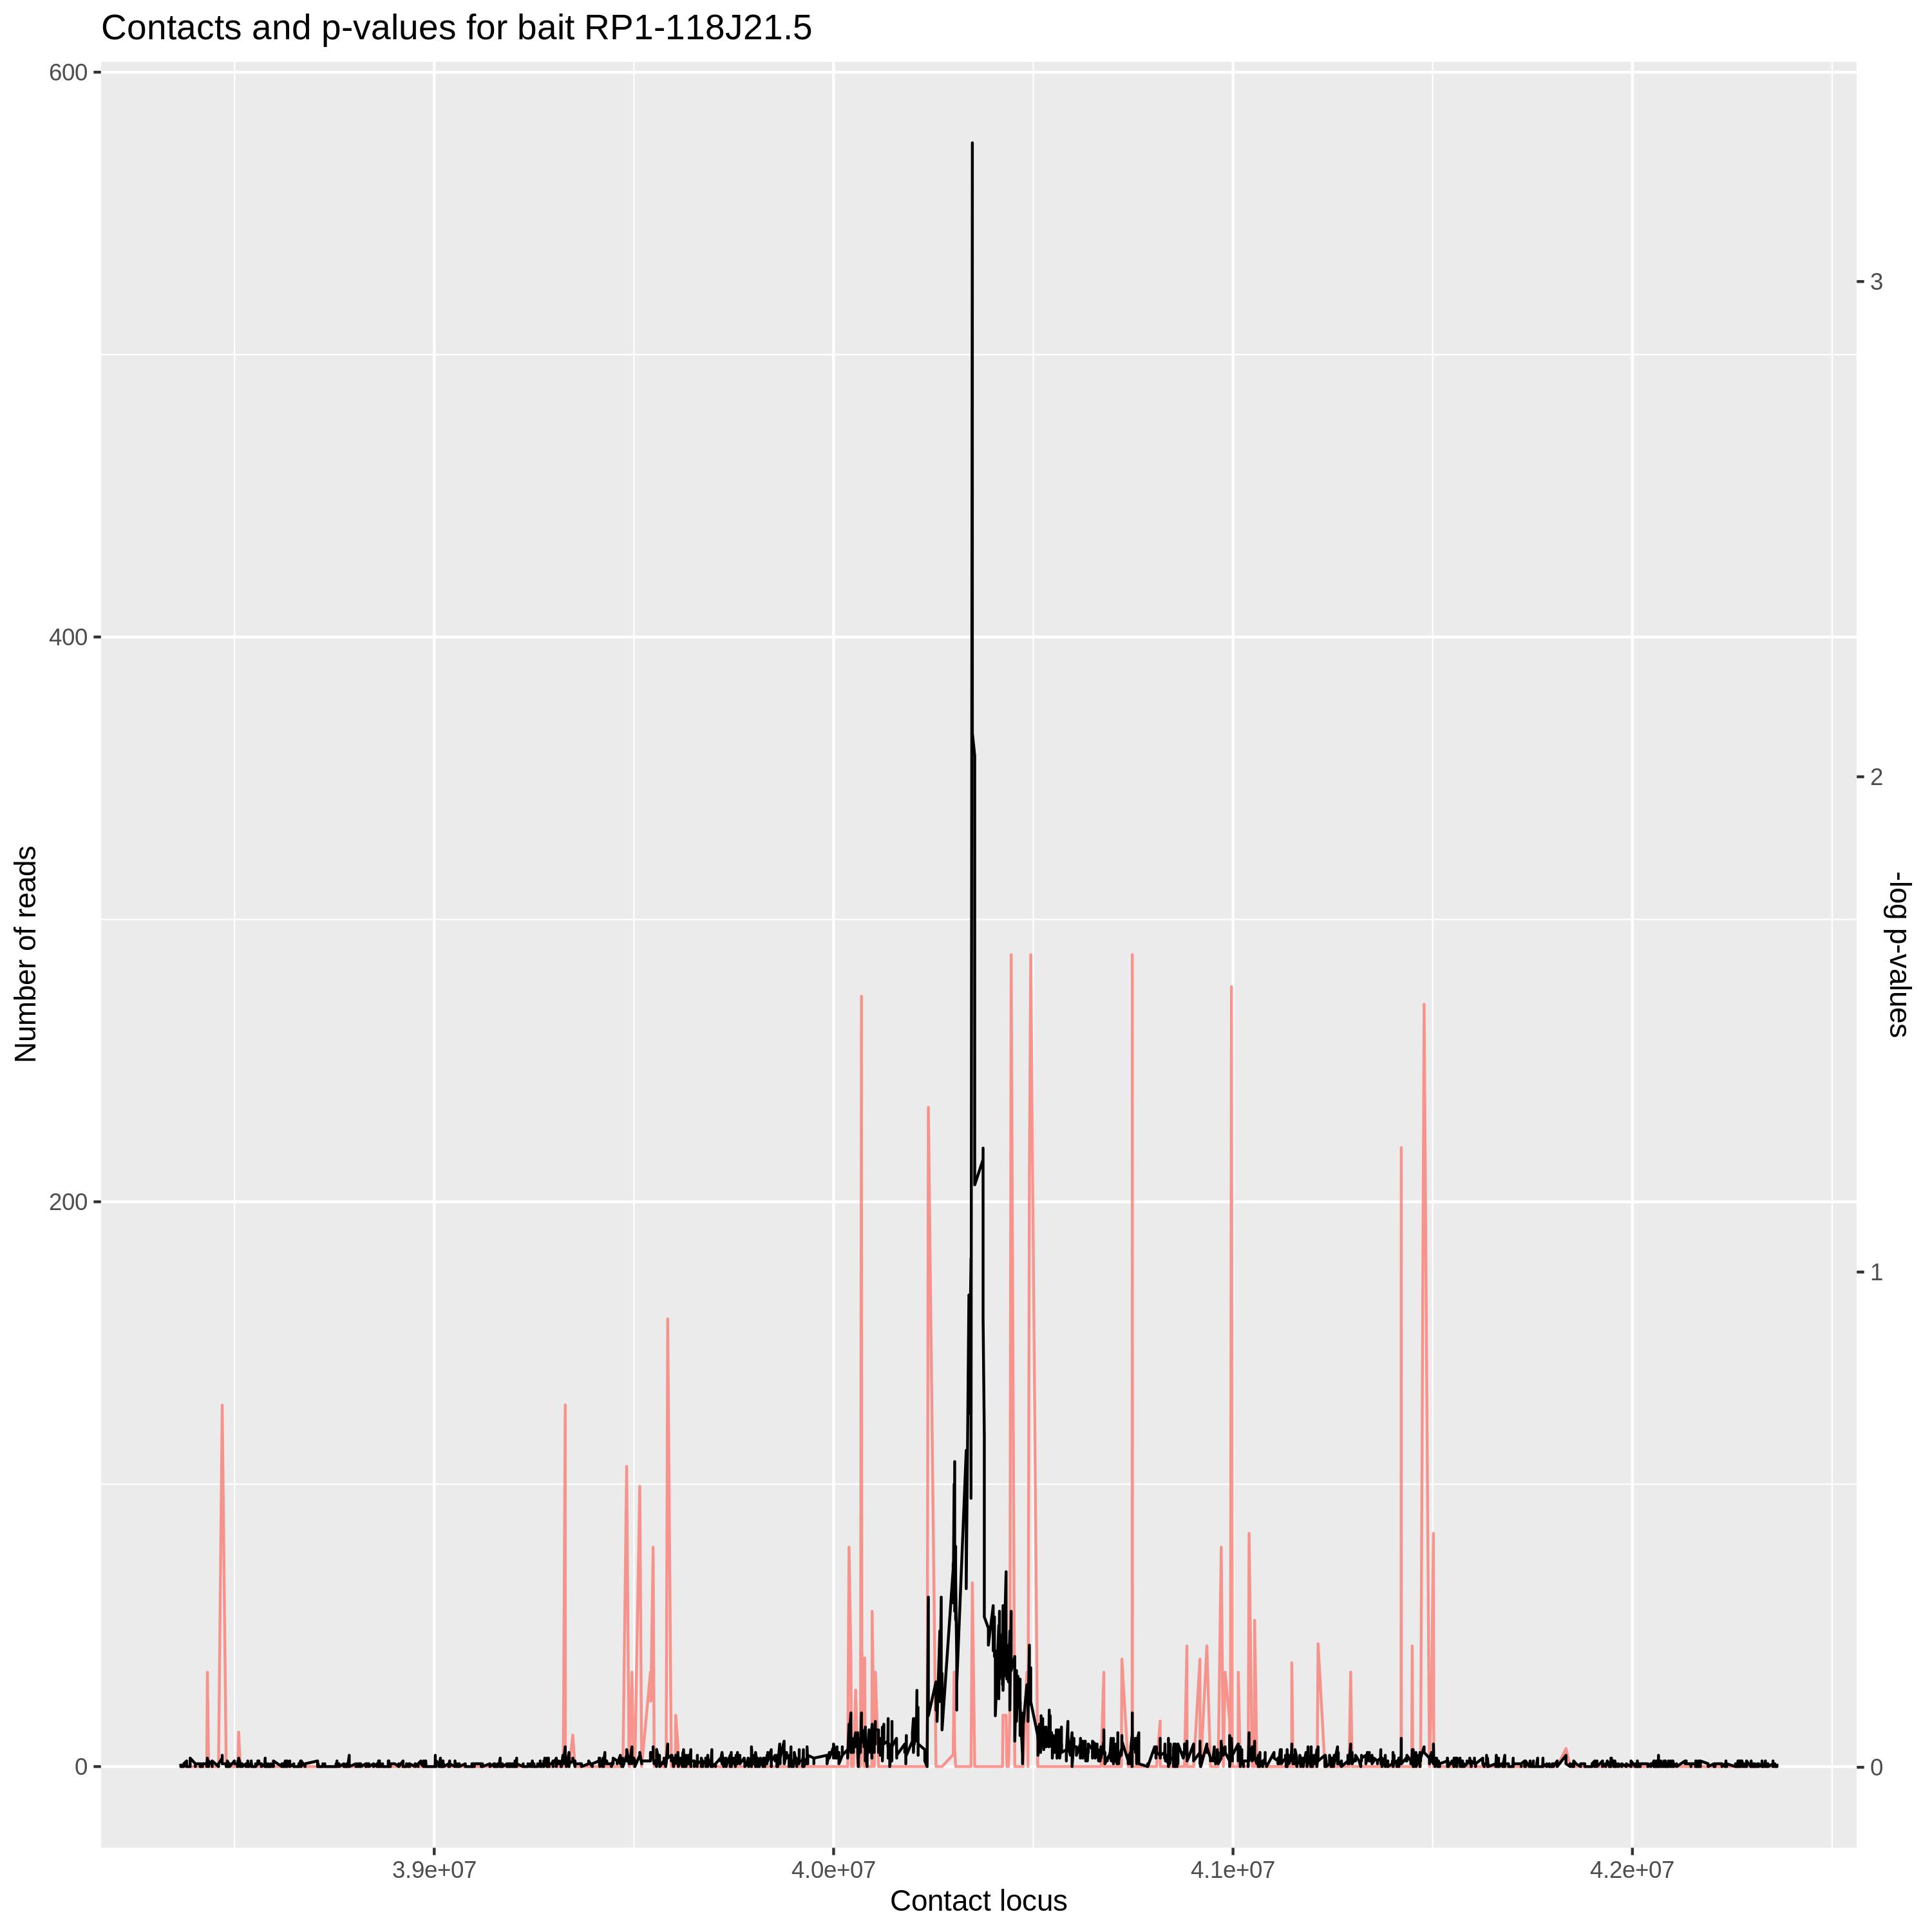 Contacts and p-values for bait RP1-118J21.5
600
400
200
0
Number of reads
3
2
1
0
-log p-values
3.9e+07
4.0e+07
4.1e+07
4.2e+07
Contact locus